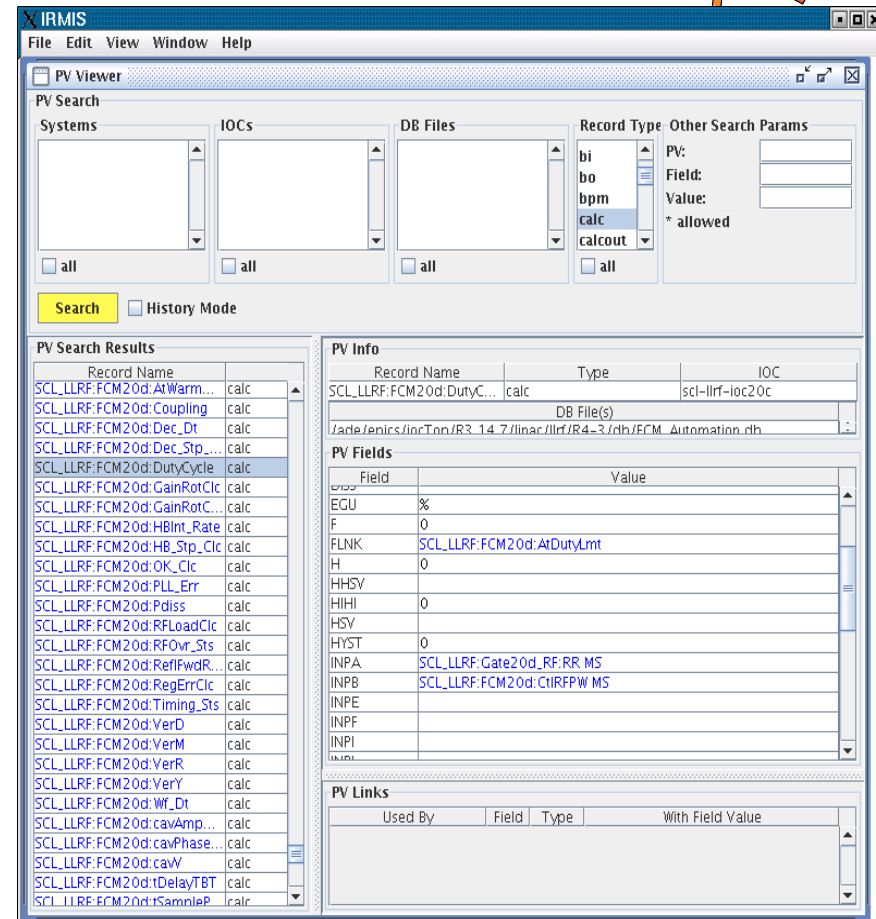 X IRMIS
File Edit View Window Help
PV Viewer
PV Search
Systems
IOCs
DB Files
Record Type
Other Search Params
bi
bo
bpm
calc
calcout
PV:
Field:
Value:
* allowed
all
all
all
all
Search
History Mode
PV Search Results
Record Name
SCL_LLRF:FCM20d:AtWarm... calc
SCL_LLRF:FCM20d:Coupling calc
SCL_LLRF:FCM20d:Dec_Dt calc
SCL_LLRF:FCM20d:Dec_Stp_... calc
SCL_LLRF:FCM20d:DutyCycle calc
SCL_LLRF:FCM20d:GainRotClc calc
SCL_LLRF:FCM20d:GainRotC... calc
SCL_LLRF:FCM20d:HBInt_Rate calc
SCL_LLRF:FCM20d:HB_Stp_Clc calc
SCL_LLRF:FCM20d:OK_Clc calc
SCL_LLRF:FCM20d:PLL_Err calc
SCL_LLRF:FCM20d:Pdiss calc
SCL_LLRF:FCM20d:RFLoadClc calc
SCL_LLRF:FCM20d:RFOvr_Sts calc
SCL_LLRF:FCM20d:ReflFwdR... calc
SCL_LLRF:FCM20d:RegErrClc calc
SCL_LLRF:FCM20d:Timing_Sts calc
SCL_LLRF:FCM20d:VerD calc
SCL_LLRF:FCM20d:VerM calc
SCL_LLRF:FCM20d:VerR calc
SCL_LLRF:FCM20d:VerY calc
SCL_LLRF:FCM20d:Wf_Dt calc
SCL_LLRF:FCM20d:cavAmp... calc
SCL_LLRF:FCM20d:cavPhase... calc
SCL_LLRF:FCM20d:cavV calc
SCL_LLRF:FCM20d:tDelayTBT calc
SCL_LLRF:FCM20d:tSampleP calc
PV Info
Record Name Type IOC
SCL_LLRF:FCM20d:DutyC... calc scl-llrf-ioc20c
DB File(s)
/ade/epics/iocTop/R3.14.7/linac/llrf/R4-3/db/FCM_Automation.db
PV Fields
Field Value
DISS
EGU %
F 0
FLNK SCL_LLRF:FCM20d:AtDutyLmt
H 0
HHSV
HIHI 0
HSV
HYST 0
INPA SCL_LLRF:Gate20d_RF:RR MS
INPB SCL_LLRF:FCM20d:CtlRFPW MS
INPE
INPF
INPI
PV Links
Used By Field Type With Field Value